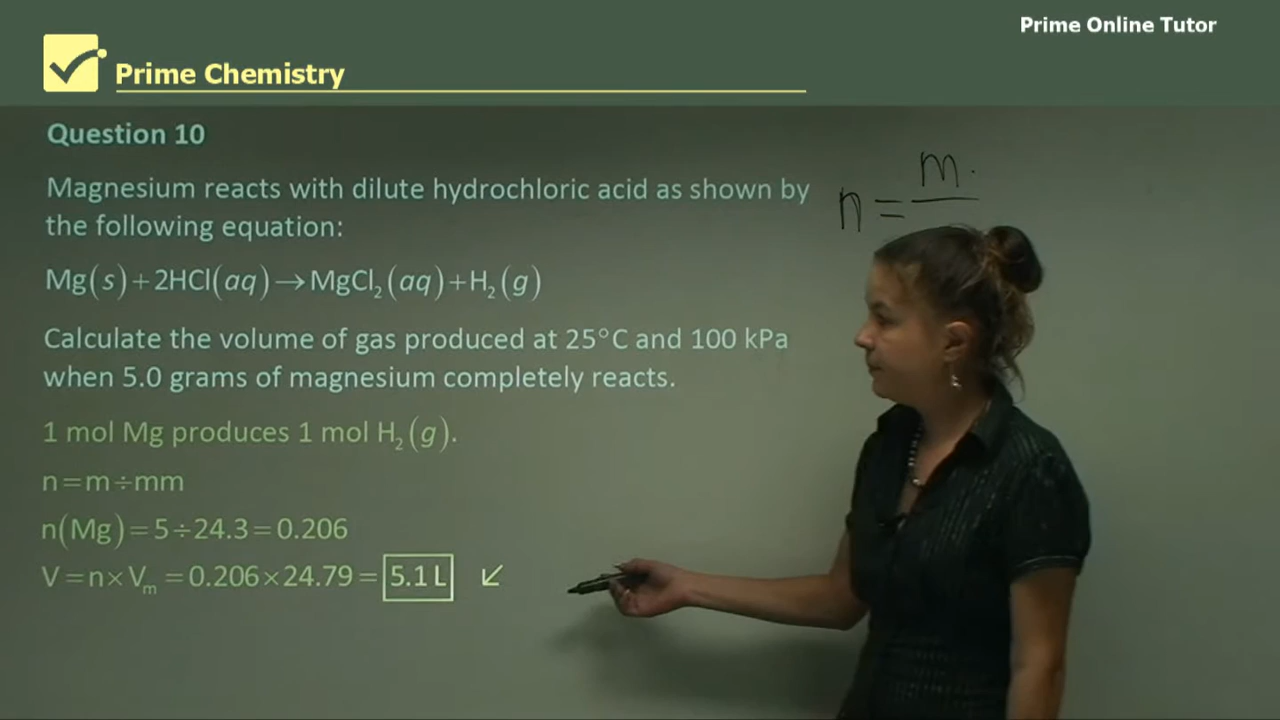 Prime Online Tutor
Prime Chemistry
Question 10
Magnesium reacts with dilute hydrochloric acid as shown by
the following equation:
Mg(s)+2HCl(aq)→MgCl₂(aq)+H₂(g)
Calculate the volume of gas produced at 25°C and 100 kPa
when 5.0 grams of magnesium completely reacts.
1 mol Mg produces 1 mol H₂(g).
n=m÷mm
n(Mg)=5÷24.3=0.206
V=n×Vₘ=0.206×24.79=5.1L
n= m